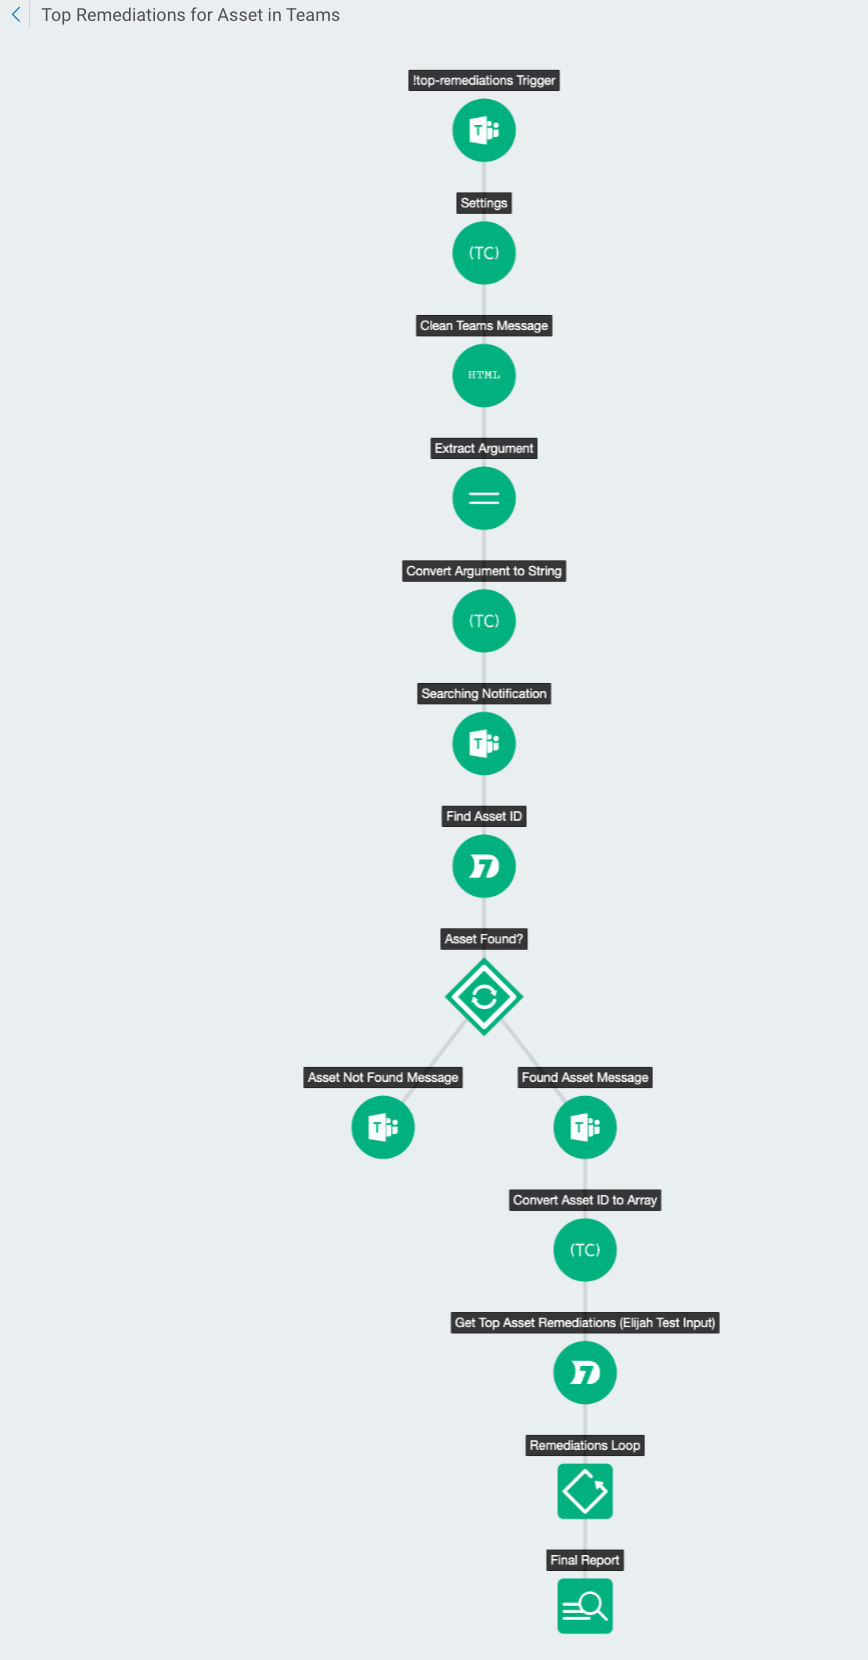 Top Remediations for Asset in Teams
!top-remediations Trigger
T
Settings
(TC)
Clean Teams Message
HTML
Extract Argument
Convert Argument to String
(TC)
Searching Notification
T
Find Asset ID
7
Asset Found?
Asset Not Found Message
Found Asset Message
T
T
Convert Asset ID to Array
(TC)
Get Top Asset Remediations (Elijah Test Input)
7
Remediations Loop
Final Report